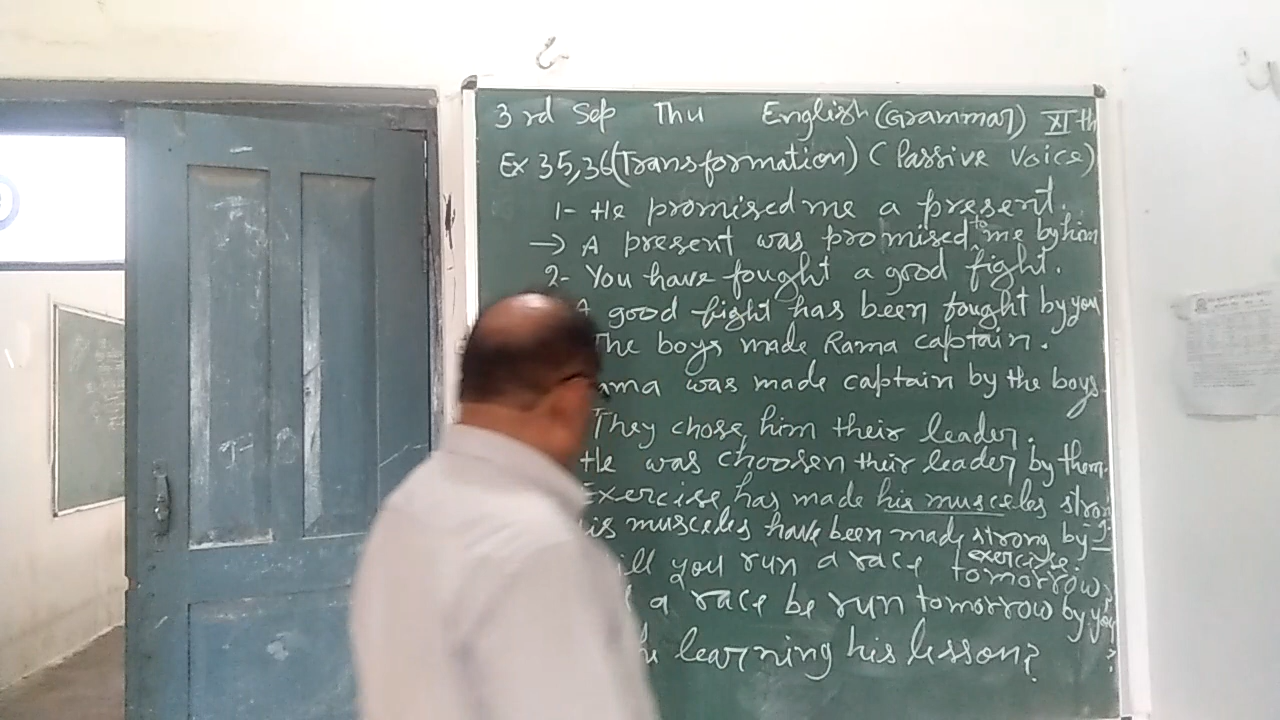 3rd Sep Thu English (Grammar) XIth
Ex 35,36 (Transformation) (Passive Voice)
1- He promised me a present.
→ A present was promised to me by him
2- You have fought a good fight.
A good fight has been fought by you
The boys made Rama captain.
ama was made captain by the boys.
They chose him their leader.
He was choosen their leader by them.
Exercise has made his musceles stron
is musceles have been made strong by
exercise.
ill you run a race tomorrow?
a race be run tomorrow by you
?
he learning his lesson?